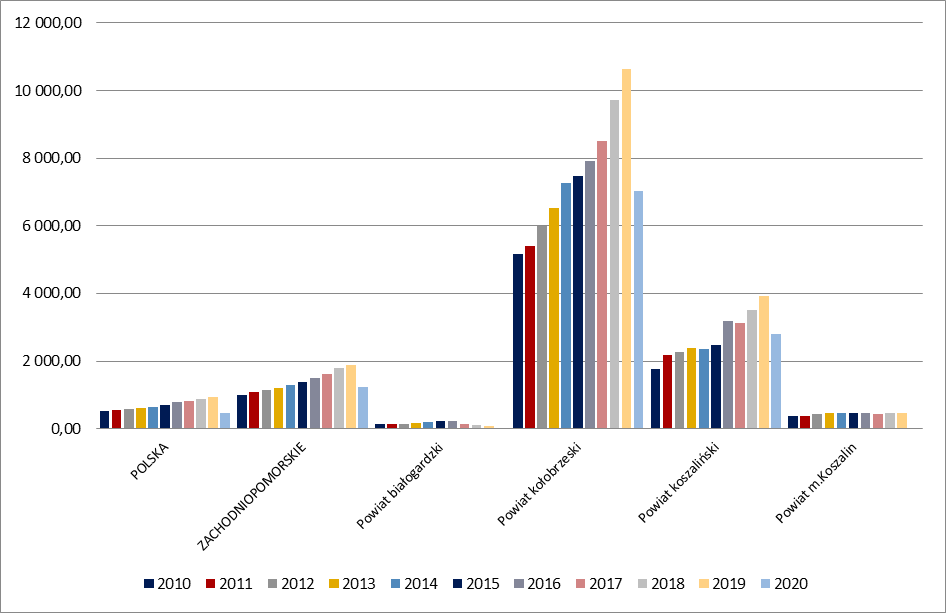 12 000,00
10 000,00
8 000,00
6 000,00
4 000,00
2 000,00
0,00
POLSKA
ZACHODNIOPOMORSKIE
Powiat białogardzki
Powiat kołobrzeski
Powiat koszaliński
Powiat m.Koszalin
2010 2011 2012 2013 2014 2015 2016 2017 2018 2019 2020